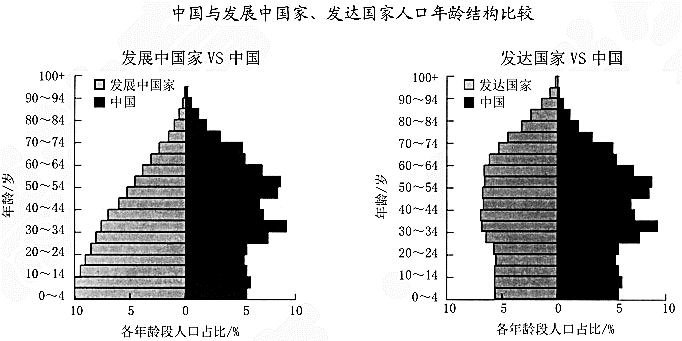 中国与发展中国家、发达国家人口年龄结构比较
发展中国家 VS 中国
100+
90～94
80～84
70～74
60～64
50～54
40～44
30～34
20～24
10～14
0～4
年龄/岁
发展中国家
中国
10 5 0 5 10
各年龄段人口占比/%
发达国家 VS 中国
100+
90～94
80～84
70～74
60～64
50～54
40～44
30～34
20～24
10～14
0～4
年龄/岁
发达国家
中国
10 5 0 5 10
各年龄段人口占比/%